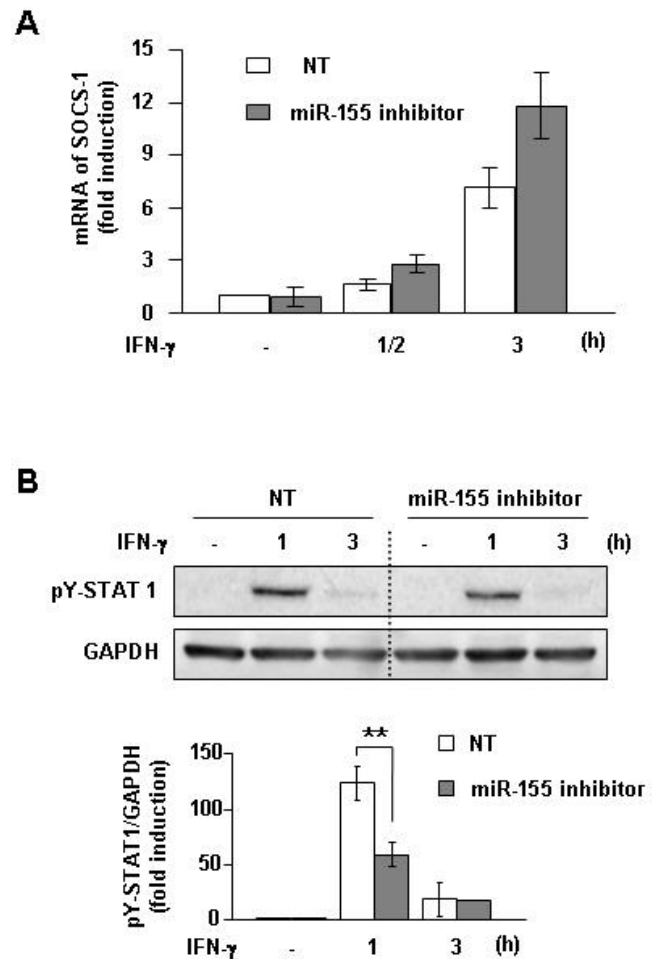 A
mRNA of SOCS-1
(fold induction)
15
12
9
6
3
0
NT
miR-155 inhibitor
IFN-γ - 1/2 3 (h)
B
NT miR-155 inhibitor
IFN-γ - 1 3 - 1 3 (h)
pY-STAT 1
GAPDH
pY-STAT1/GAPDH
(fold induction)
150
100
50
0
**
NT
miR-155 inhibitor
IFN-γ - 1 3 (h)